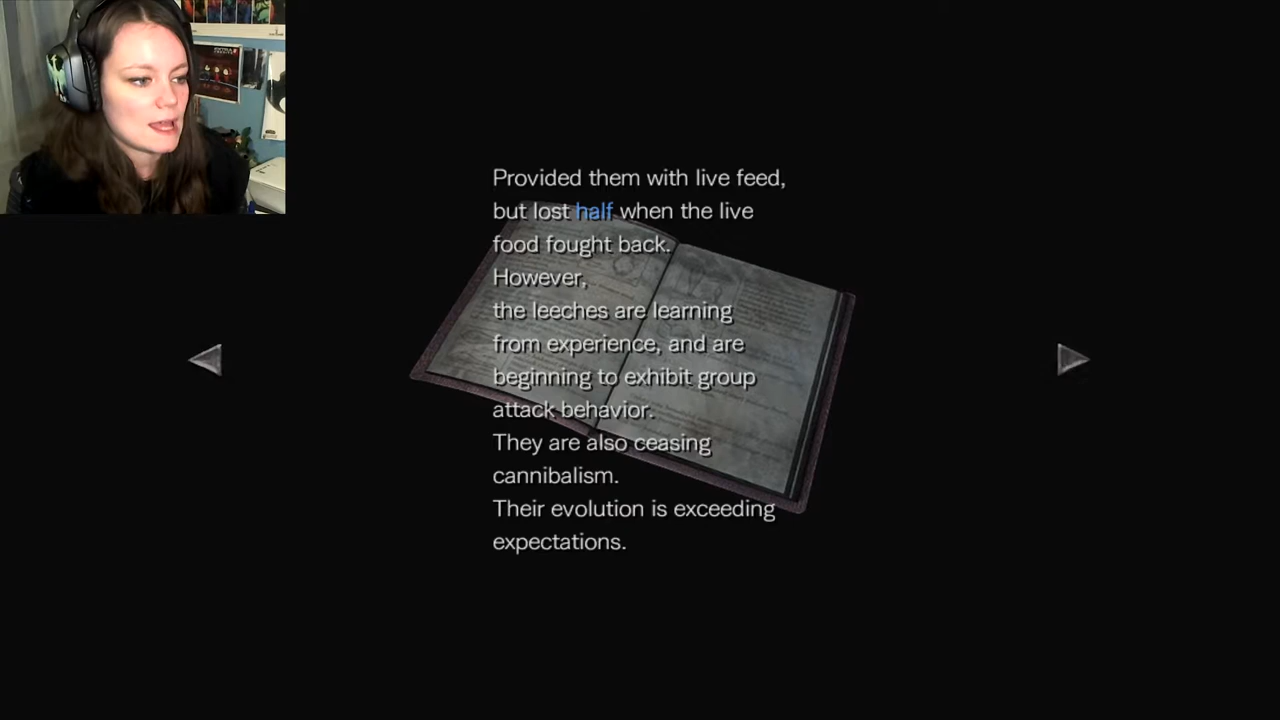 Provided them with live feed,
but lost half when the live
food fought back.
However,
the leeches are learning
from experience, and are
beginning to exhibit group
attack behavior.
They are also ceasing
cannibalism.
Their evolution is exceeding
expectations.